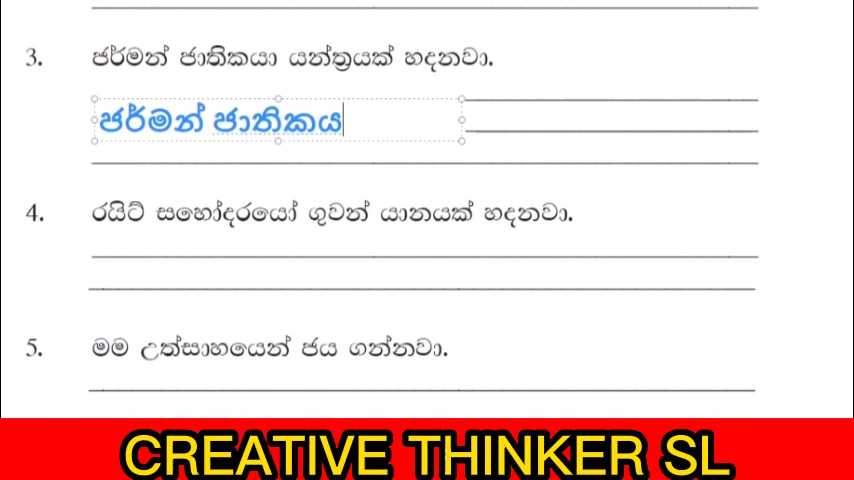 3. ජර්මන් ජාතිකයා යන්ත්‍රයක් හදනවා.
ජර්මන් ජාතිකය
4. රයිට් සහෝදරයෝ ගුවන් යානයක් හදනවා.
5. මම උත්සාහයෙන් ජය ගන්නවා.
CREATIVE THINKER SL